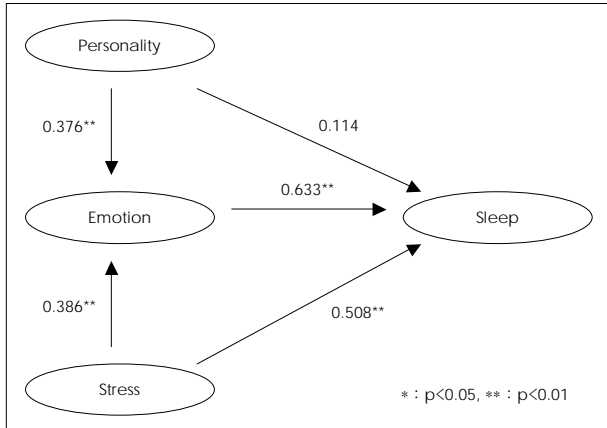 Personality
0.376**
0.114
Emotion
0.633**
Sleep
0.386**
0.508**
Stress
*：p<0.05, **：p<0.01